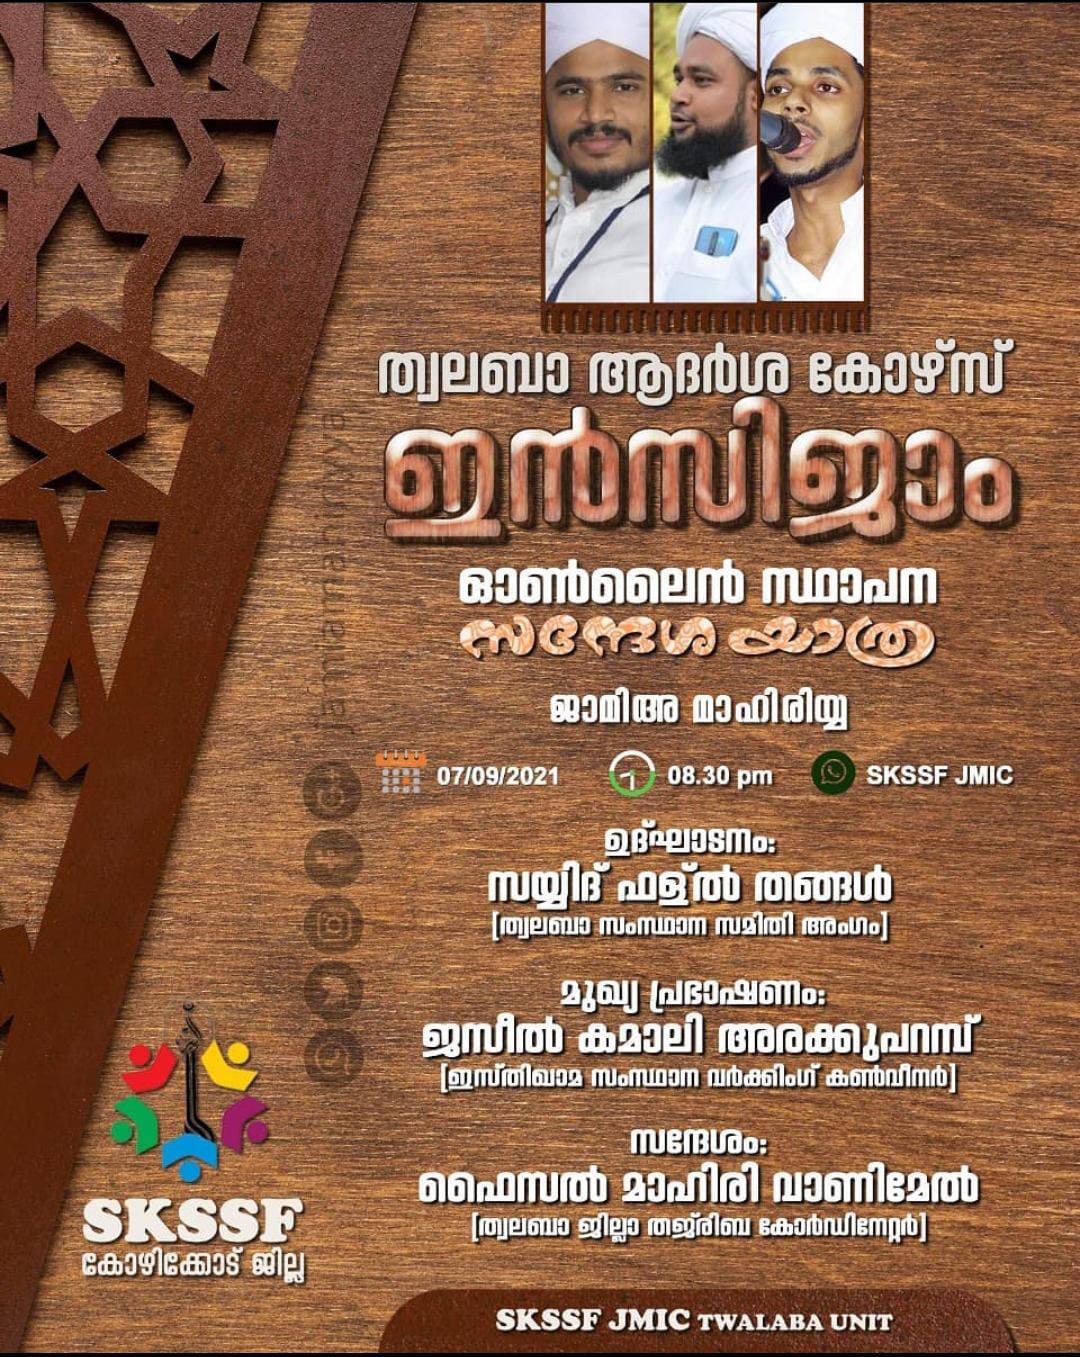 ത്വലബാ ആദർശ കോഴ്സ്
ഇൻസിജാം
ഓൺലൈൻ സ്ഥാപന
സന്ദേശ യാത്ര
ജാമിഅ മാഹിരിയ്യ
07/09/2021 08.30 pm SKSSF JMIC
ഉദ്ഘാടനം:
സയ്യിദ് ഫള്ൽ തങ്ങൾ
[ത്വലബാ സംസ്ഥാന സമിതി അംഗം]
മുഖ്യ പ്രഭാഷണം:
ജസീൽ കമാലി അരക്കുപറമ്പ്
[ഇസ്തിഖാമ സംസ്ഥാന വർക്കിംഗ് കൺവീനർ]
സന്ദേശം:
ഫൈസൽ മാഹിരി വാണിമേൽ
[ത്വലബാ ജില്ലാ തജ്‌രിബ കോർഡിനേറ്റർ]
SKSSF
കോഴിക്കോട് ജില്ല
SKSSF JMIC TWALABA UNIT